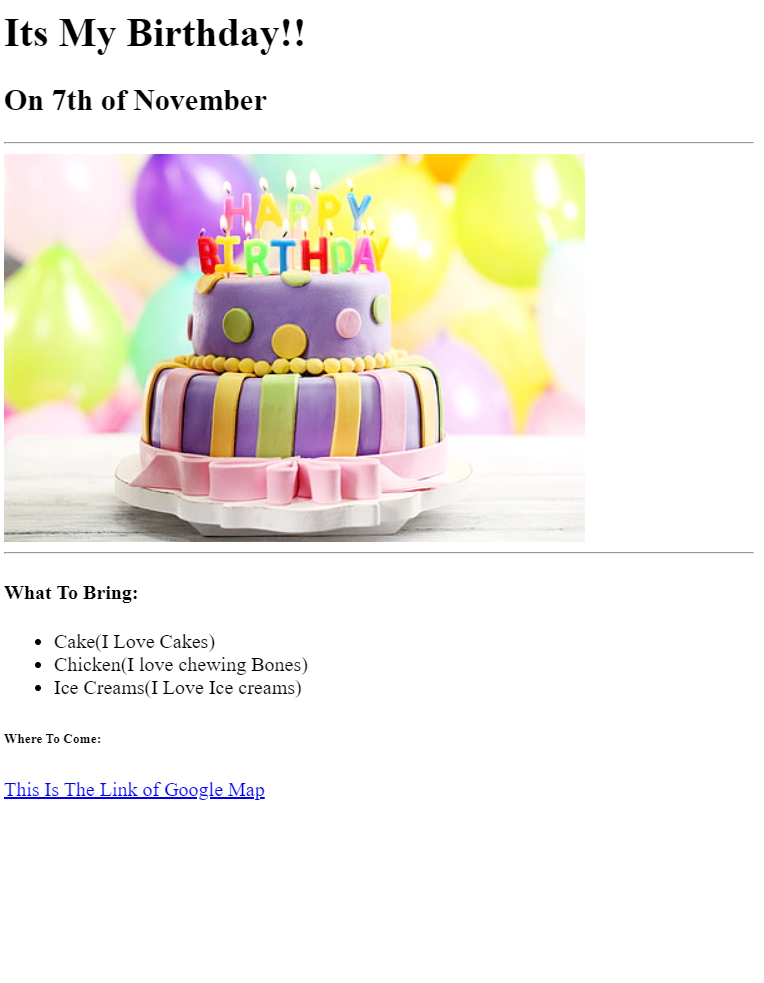 Its My Birthday!!
On 7th of November
HAPPY
BIRTHDAY
What To Bring:
Cake(I Love Cakes)
Chicken(I love chewing Bones)
Ice Creams(I Love Ice creams)
Where To Come:
This Is The Link of Google Map